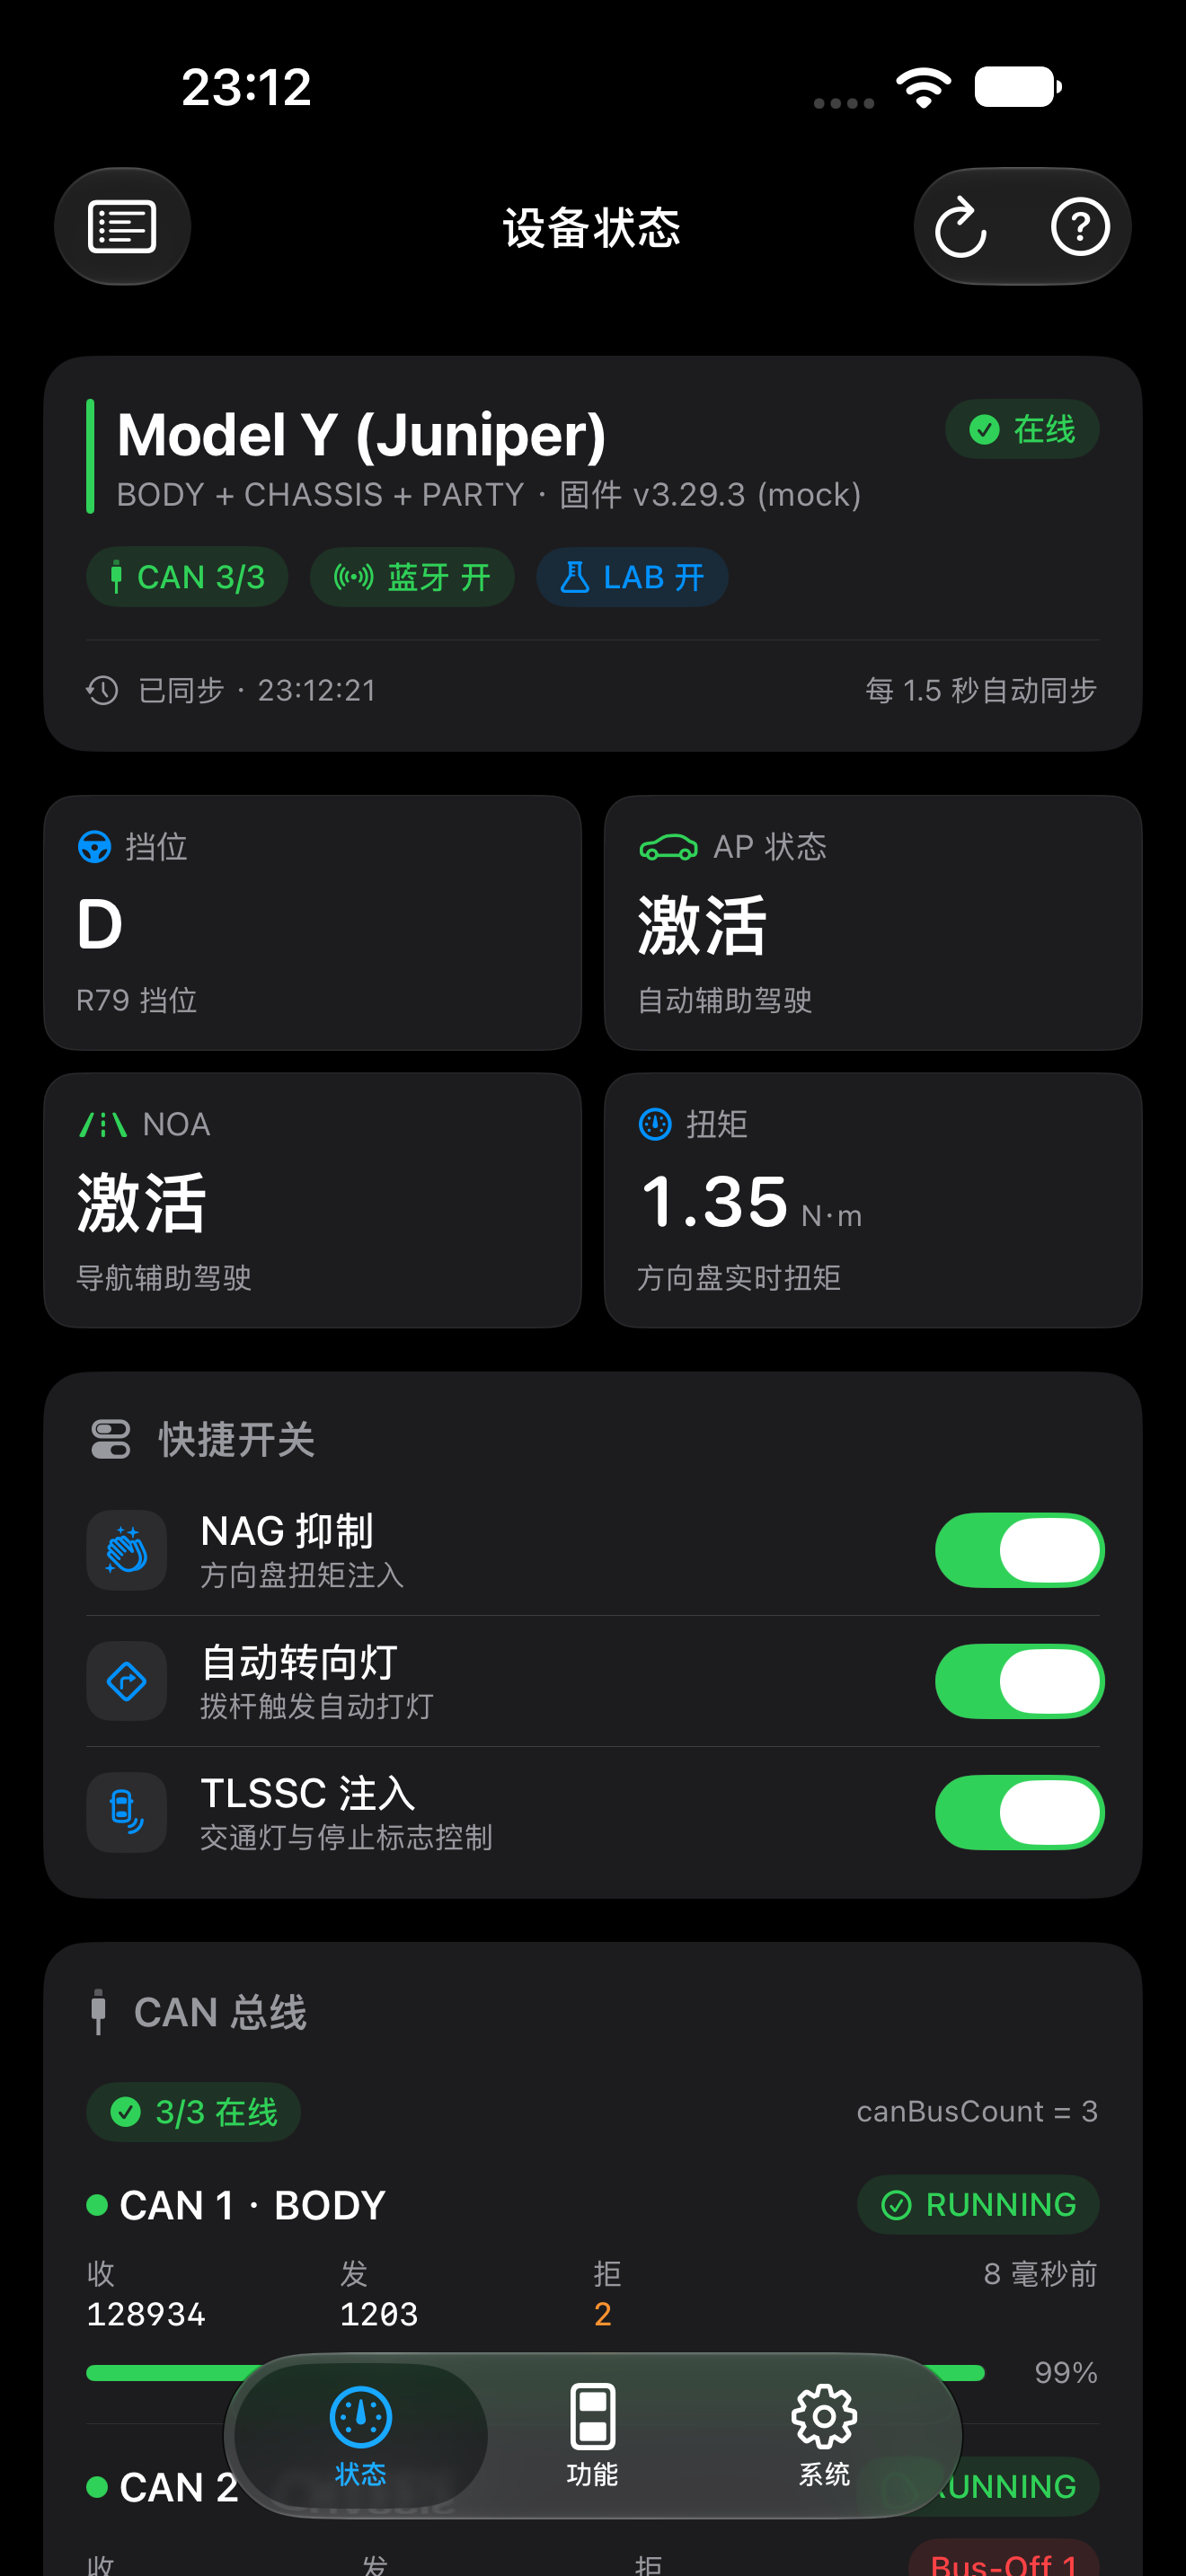 23:12
设备状态
Model Y (Juniper)
在线
BODY + CHASSIS + PARTY · 固件 v3.29.3 (mock)
CAN 3/3
蓝牙 开
LAB 开
已同步 · 23:12:21
每 1.5 秒自动同步
挡位
D
R79 挡位
AP 状态
激活
自动辅助驾驶
NOA
激活
导航辅助驾驶
扭矩
1.35 N·m
方向盘实时扭矩
快捷开关
NAG 抑制
方向盘扭矩注入
自动转向灯
拨杆触发自动打灯
TLSSC 注入
交通灯与停止标志控制
CAN 总线
3/3 在线
canBusCount = 3
CAN 1 · BODY
RUNNING
收
发
拒
8 毫秒前
128934
1203
2
99%
CAN 2
RUNNING
状态
功能
系统
收
发
拒
Bus-Off 1